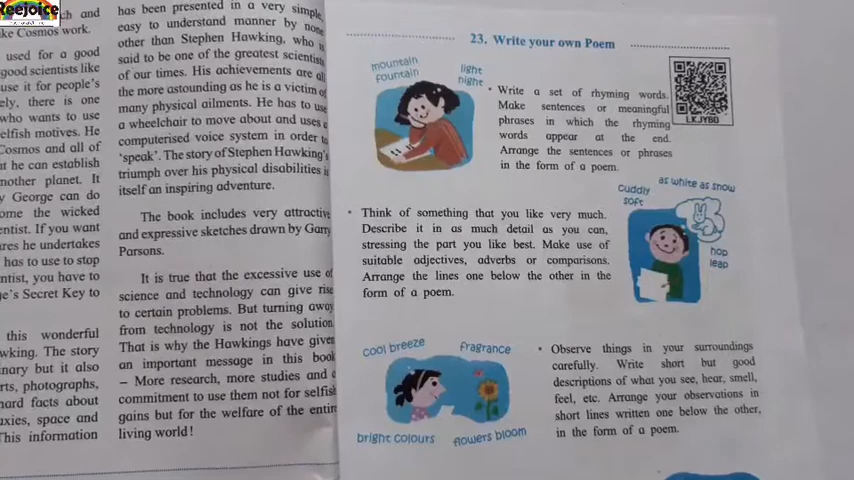 Reejoice
ch and
ke Cosmos work.
used for a good
good scientists like
use it for people's
ely, there is one
who wants to use
elfish motives. He
Cosmos and all of
it he can establish
nother planet. It
y George can do
ome the wicked
entist. If you want
ares he undertakes
has to use to stop
ntist, you have to
ge's Secret Key to
this wonderful
wking. The story
inary but it also
rts, photographs,
hard facts about
axies, space and
This information
has been presented in a very simple,
easy to understand manner by none
other than Stephen Hawking, who is
said to be one of the greatest scientists
of our times. His achievements are all
the more astounding as he is a victim of
many physical ailments. He has to use
a wheelchair to move about and uses a
computerised voice system in order to
'speak'. The story of Stephen Hawking's
triumph over his physical disabilities is
itself an inspiring adventure.
The book includes very attractive
and expressive sketches drawn by Garry
Parsons.
It is true that the excessive use of
science and technology can give rise
to certain problems. But turning away
from technology is not the solution.
That is why the Hawkings have given
an important message in this book
– More research, more studies and a
commitment to use them not for selfish
gains but for the welfare of the entire
living world!
23. Write your own Poem
mountain
fountain
light
night
LKJYBD
• Write a set of rhyming words.
Make sentences or meaningful
phrases in which the rhyming
words appear at the end.
Arrange the sentences or phrases
in the form of a poem.
• Think of something that you like very much.
Describe it in as much detail as you can,
stressing the part you like best. Make use of
suitable adjectives, adverbs or comparisons.
Arrange the lines one below the other in the
form of a poem.
cuddly
soft
as white as snow
hop
leap
cool breeze
fragrance
bright colours
flowers bloom
• Observe things in your surroundings
carefully. Write short but good
descriptions of what you see, hear, smell,
feel, etc. Arrange your observations in
short lines written one below the other,
in the form of a poem.